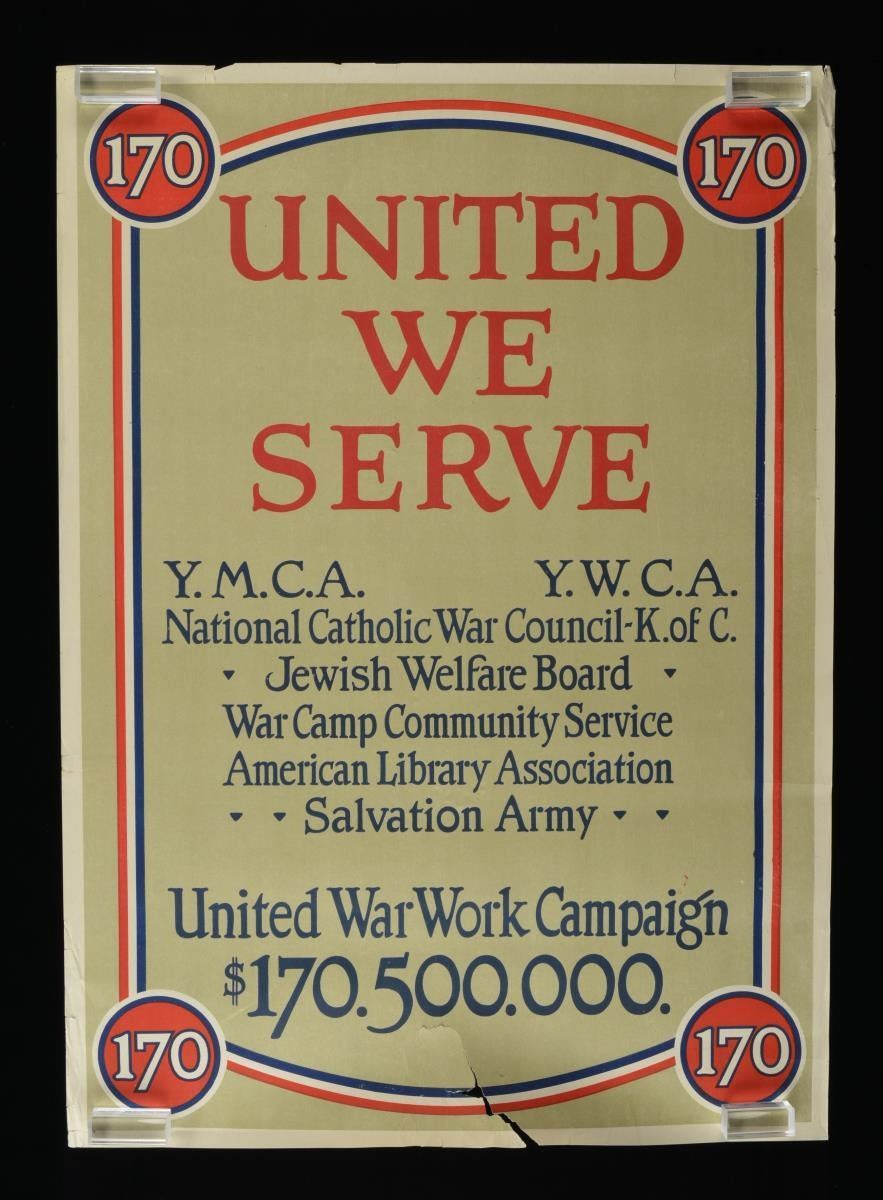 170 170
UNITED
WE
SERVE
Y.M.C.A. Y.W.C.A.
National Catholic War Council-K.of C.
Jewish Welfare Board
War Camp Community Service
American Library Association
Salvation Army
United War Work Campaign
$170.500.000.
170 170